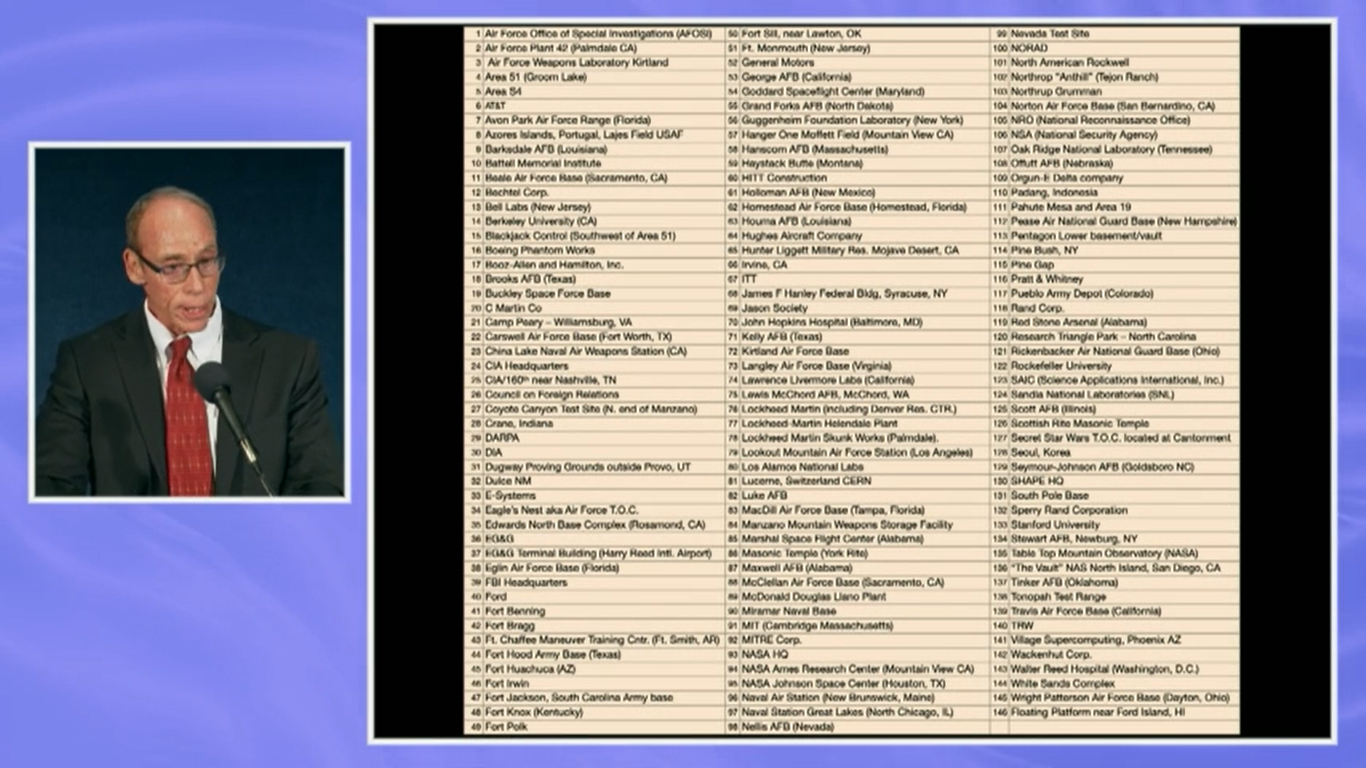 1 Air Force Office of Special Investigations (AFOSI)
2 Air Force Plant 42 (Palmdale CA)
3 Air Force Weapons Laboratory Kirtland
4 Area 51 (Groom Lake)
5 Area S4
6 AT&T
7 Avon Park Air Force Range (Florida)
8 Azores Islands, Portugal, Lajes Field USAF
9 Barksdale AFB (Louisiana)
10 Battell Memorial Institute
11 Beale Air Force Base (Sacramento, CA)
12 Bechtel Corp.
13 Bell Labs (New Jersey)
14 Berkeley University (CA)
15 Blackjack Control (Southwest of Area 51)
16 Boeing Phantom Works
17 Booz-Allen and Hamilton, Inc.
18 Brooks AFB (Texas)
19 Buckley Space Force Base
20 C Martin Co
21 Camp Peary – Williamsburg, VA
22 Carswell Air Force Base (Fort Worth, TX)
23 China Lake Naval Air Weapons Station (CA)
24 CIA Headquarters
25 CIA/160th near Nashville, TN
26 Council on Foreign Relations
27 Coyote Canyon Test Site (N. end of Manzano)
28 Crane, Indiana
29 DARPA
30 DIA
31 Dugway Proving Grounds outside Provo, UT
32 Dulce NM
33 E-Systems
34 Eagle's Nest aka Air Force T.O.C.
35 Edwards North Base Complex (Rosamond, CA)
36 EG&G
37 EG&G Terminal Building (Harry Reed Intl. Airport)
38 Eglin Air Force Base (Florida)
39 FBI Headquarters
40 Ford
41 Fort Benning
42 Fort Bragg
43 Ft. Chaffee Maneuver Training Cntr. (Ft. Smith, AR)
44 Fort Hood Army Base (Texas)
45 Fort Huachuca (AZ)
46 Fort Irwin
47 Fort Jackson, South Carolina Army base
48 Fort Knox (Kentucky)
49 Fort Polk
50 Fort Sill, near Lawton, OK
51 Ft. Monmouth (New Jersey)
52 General Motors
53 George AFB (California)
54 Goddard Spaceflight Center (Maryland)
55 Grand Forks AFB (North Dakota)
56 Guggenheim Foundation Laboratory (New York)
57 Hanger One Moffett Field (Mountain View CA)
58 Hanscom AFB (Massachusetts)
59 Haystack Butte (Montana)
60 HITT Construction
61 Holloman AFB (New Mexico)
62 Homestead Air Force Base (Homestead, Florida)
63 Houma AFB (Louisiana)
64 Hughes Aircraft Company
65 Hunter Liggett Military Res. Mojave Desert, CA
66 Irvine, CA
67 ITT
68 James F Hanley Federal Bldg, Syracuse, NY
69 Jason Society
70 John Hopkins Hospital (Baltimore, MD)
71 Kelly AFB (Texas)
72 Kirtland Air Force Base
73 Langley Air Force Base (Virginia)
74 Lawrence Livermore Labs (California)
75 Lewis McChord AFB, McChord, WA
76 Lockheed Martin (including Denver Res. CTR.)
77 Lockheed-Martin Helendale Plant
78 Lockheed Martin Skunk Works (Palmdale).
79 Lookout Mountain Air Force Station (Los Angeles)
80 Los Alamos National Labs
81 Lucerne, Switzerland CERN
82 Luke AFB
83 MacDill Air Force Base (Tampa, Florida)
84 Manzano Mountain Weapons Storage Facility
85 Marshal Space Flight Center (Alabama)
86 Masonic Temple (York Rite)
87 Maxwell AFB (Alabama)
88 McClellan Air Force Base (Sacramento, CA)
89 McDonald Douglas Llano Plant
90 Miramar Naval Base
91 MIT (Cambridge Massachusetts)
92 MITRE Corp.
93 NASA HQ
94 NASA Ames Research Center (Mountain View CA)
95 NASA Johnson Space Center (Houston, TX)
96 Naval Air Station (New Brunswick, Maine)
97 Naval Station Great Lakes (North Chicago, IL)
98 Nellis AFB (Nevada)
99 Nevada Test Site
100 NORAD
101 North American Rockwell
102 Northrop "Anthill" (Tejon Ranch)
103 Northrup Grumman
104 Norton Air Force Base (San Bernardino, CA)
105 NRO (National Reconnaissance Office)
106 NSA (National Security Agency)
107 Oak Ridge National Laboratory (Tennessee)
108 Offutt AFB (Nebraska)
109 Orgun-E Delta company
110 Padang, Indonesia
111 Pahute Mesa and Area 19
112 Pease Air National Guard Base (New Hampshire)
113 Pentagon Lower basement/vault
114 Pine Bush, NY
115 Pine Gap
116 Pratt & Whitney
117 Pueblo Army Depot (Colorado)
118 Rand Corp.
119 Red Stone Arsenal (Alabama)
120 Research Triangle Park – North Carolina
121 Rickenbacker Air National Guard Base (Ohio)
122 Rockefeller University
123 SAIC (Science Applications International, Inc.)
124 Sandia National Laboratories (SNL)
125 Scott AFB (Illinois)
126 Scottish Rite Masonic Temple
127 Secret Star Wars T.O.C. located at Cantonment
128 Seoul, Korea
129 Seymour-Johnson AFB (Goldsboro NC)
130 SHAPE HQ
131 South Pole Base
132 Sperry Rand Corporation
133 Stanford University
134 Stewart AFB, Newburg, NY
135 Table Top Mountain Observatory (NASA)
136 "The Vault" NAS North Island, San Diego, CA
137 Tinker AFB (Oklahoma)
138 Tonopah Test Range
139 Travis Air Force Base (California)
140 TRW
141 Village Supercomputing, Phoenix AZ
142 Wackenhut Corp.
143 Walter Reed Hospital (Washington, D.C.)
144 White Sands Complex
145 Wright Patterson Air Force Base (Dayton, Ohio)
146 Floating Platform near Ford Island, HI